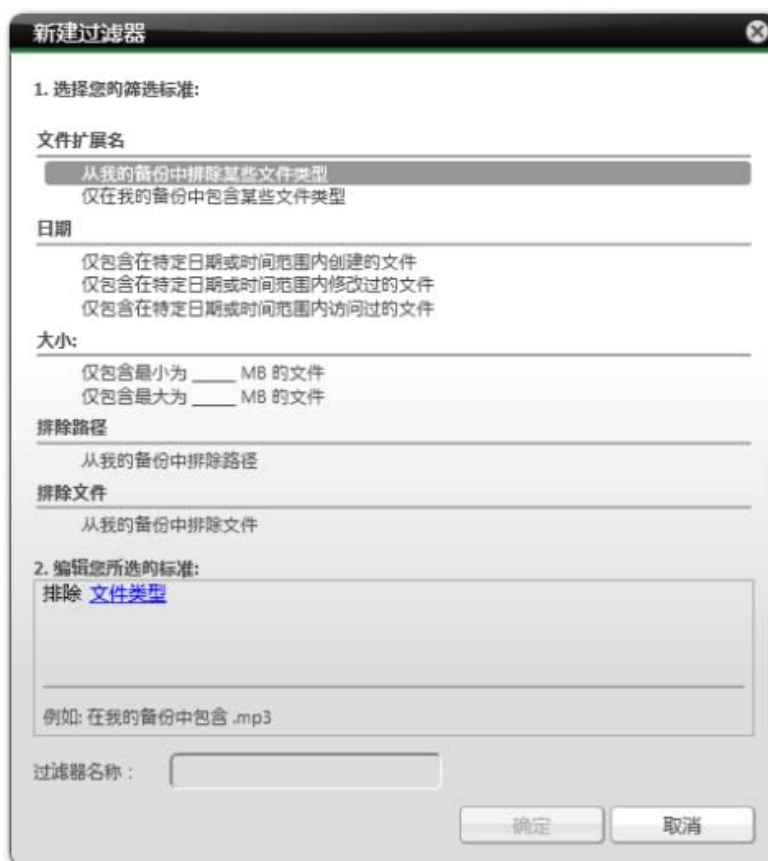 新建过滤器
1. 选择您的筛选标准:
文件扩展名
从我的备份中排除某些文件类型
仅在我的备份中包含某些文件类型
日期
仅包含在特定日期或时间范围内创建的文件
仅包含在特定日期或时间范围内修改过的文件
仅包含在特定日期或时间范围内访问过的文件
大小:
仅包含最小为 _____ MB 的文件
仅包含最大为 _____ MB 的文件
排除路径
从我的备份中排除路径
排除文件
从我的备份中排除文件
2. 编辑您所选的标准:
排除 文件类型
例如: 在我的备份中包含 .mp3
过滤器名称：
确定 取消